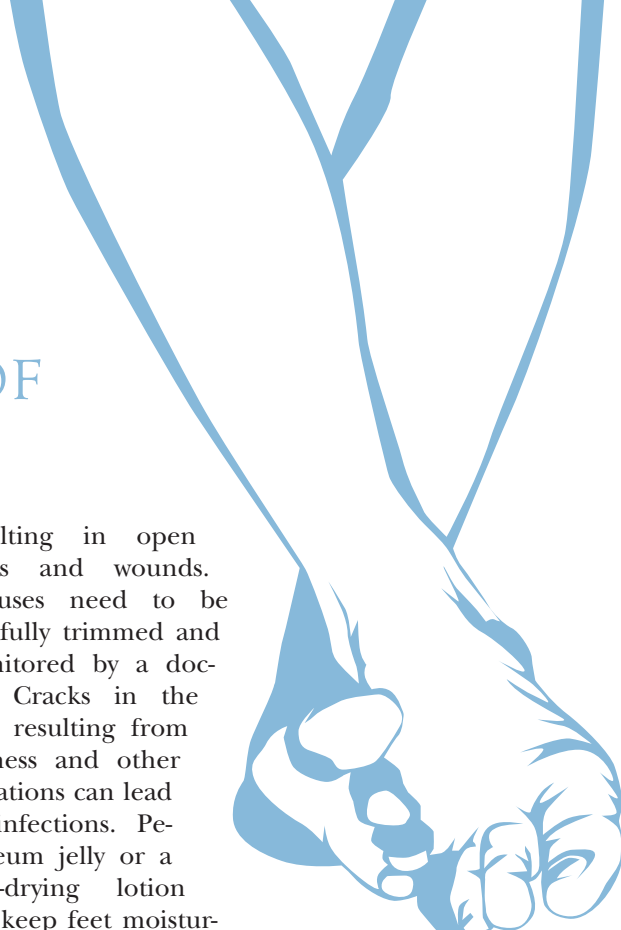 OF
lting in open
s and wounds.
uses need to be
fully trimmed and
nitored by a doc-
Cracks in the
resulting from
ness and other
ations can lead
infections. Pe-
eum jelly or a
-drying lotion
keep feet moistur-